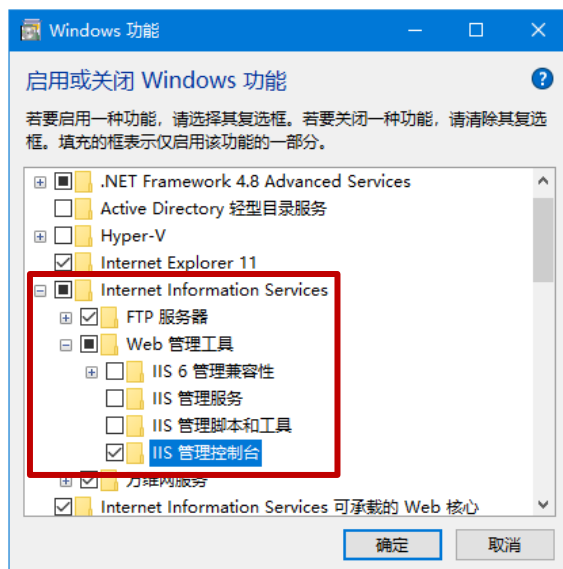 Windows 功能
启用或关闭 Windows 功能
若要启用一种功能，请选择其复选框。若要关闭一种功能，请清除其复选
框。填充的框表示仅启用该功能的一部分。
.NET Framework 4.8 Advanced Services
Active Directory 轻型目录服务
Hyper-V
Internet Explorer 11
Internet Information Services
FTP 服务器
Web 管理工具
IIS 6 管理兼容性
IIS 管理服务
IIS 管理脚本和工具
IIS 管理控制台
万维网服务
Internet Information Services 可承载的 Web 核心
确定 取消